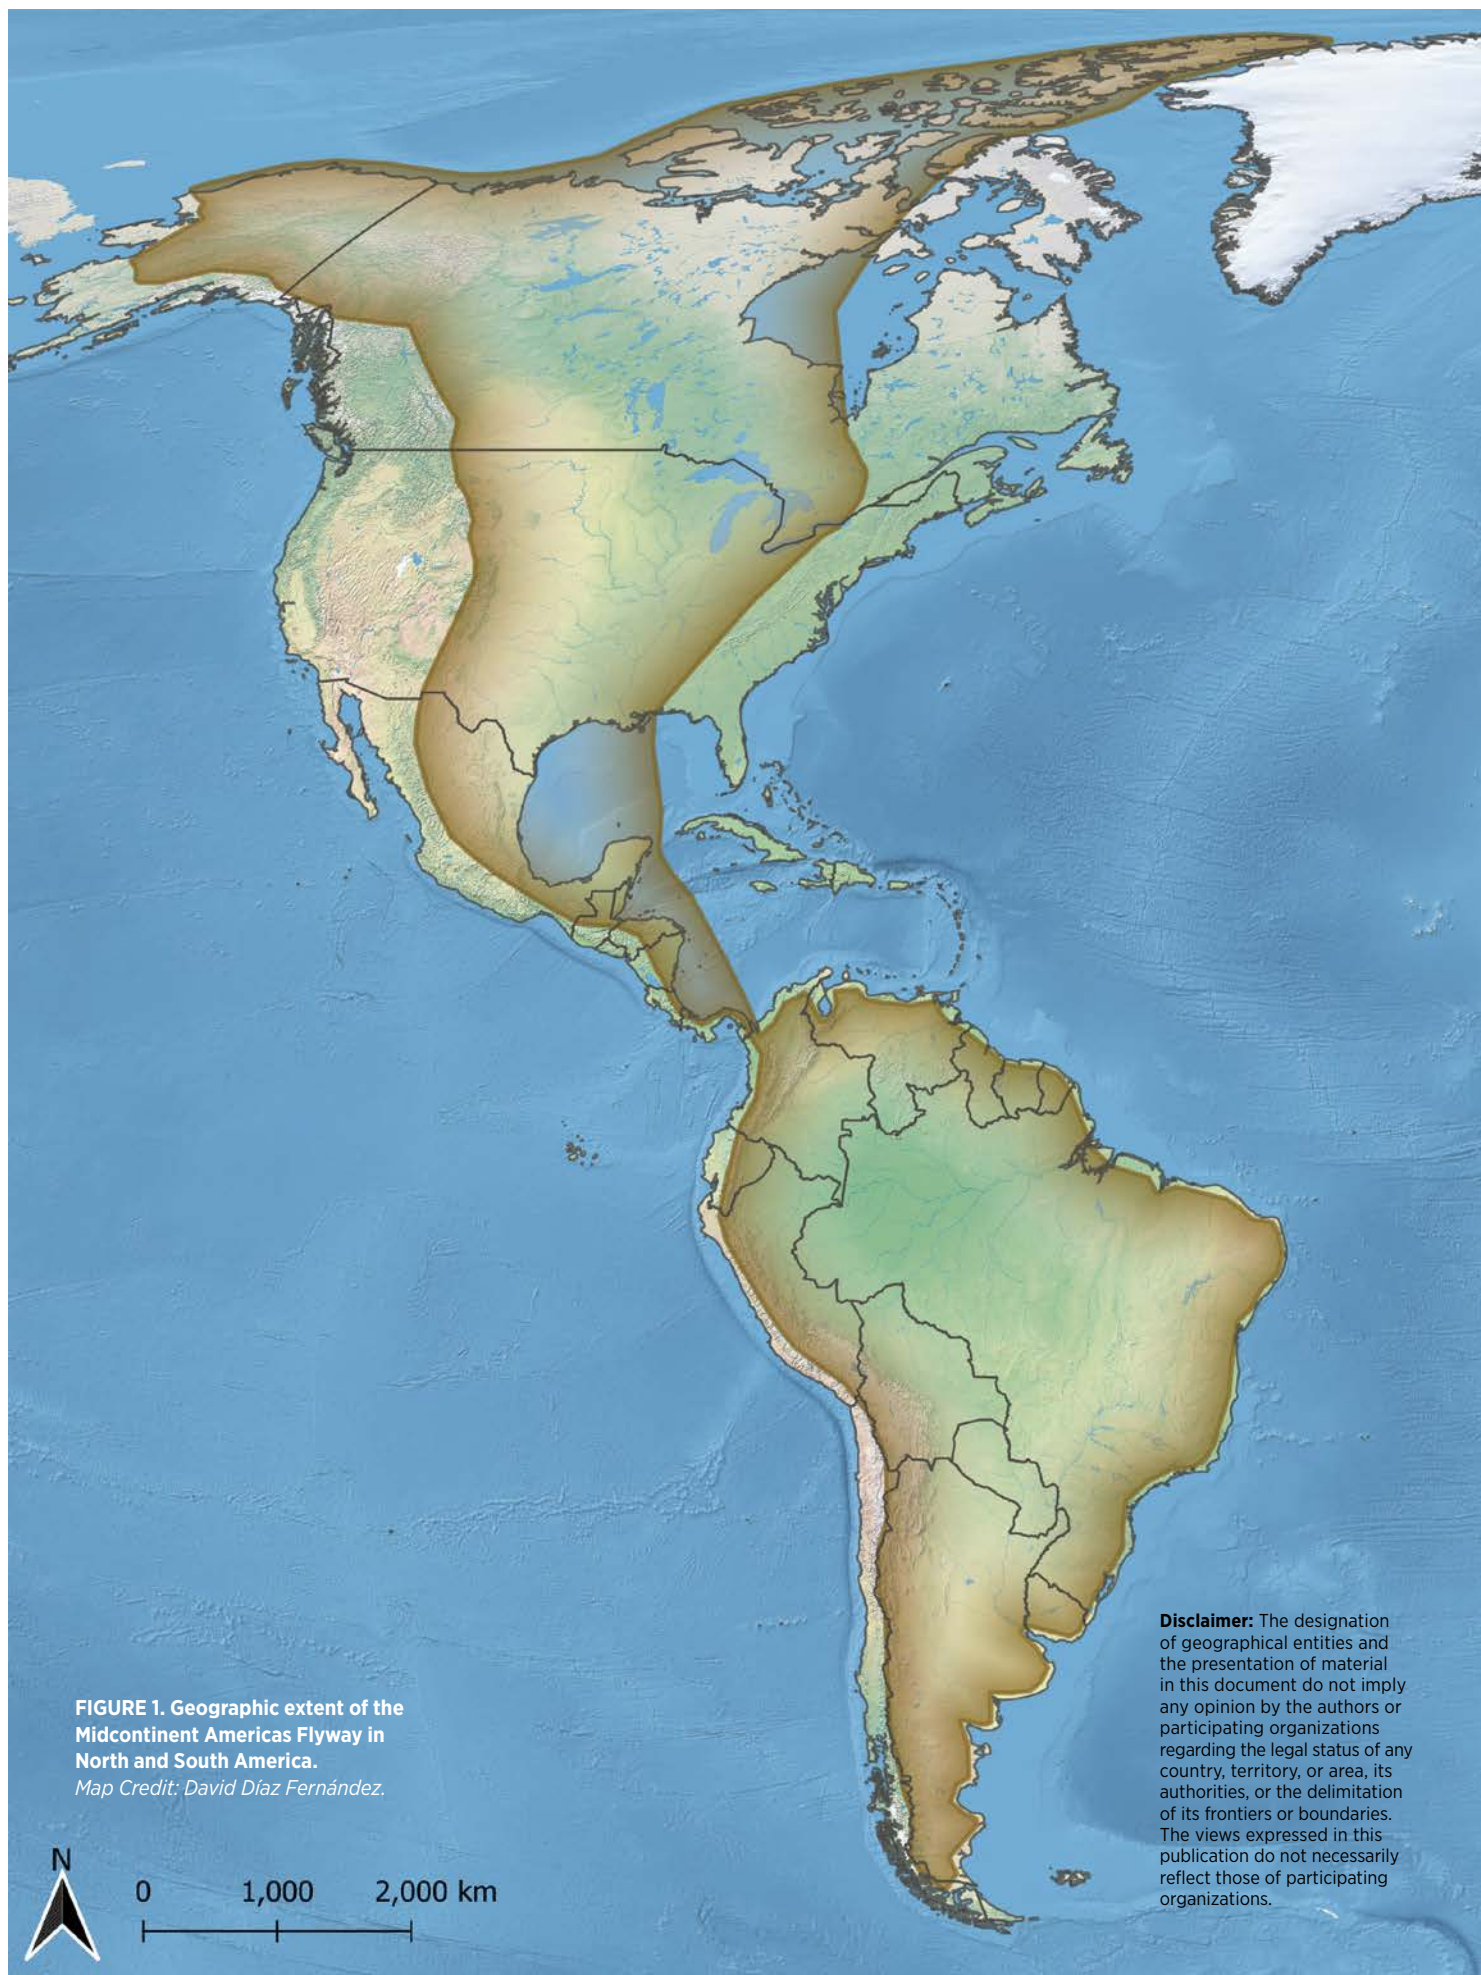 FIGURE 1. Geographic extent of the
Midcontinent Americas Flyway in
North and South America.
Map Credit: David Díaz Fernández.
N
0 1,000 2,000 km
Disclaimer: The designation
of geographical entities and
the presentation of material
in this document do not imply
any opinion by the authors or
participating organizations
regarding the legal status of any
country, territory, or area, its
authorities, or the delimitation
of its frontiers or boundaries.
The views expressed in this
publication do not necessarily
reflect those of participating
organizations.